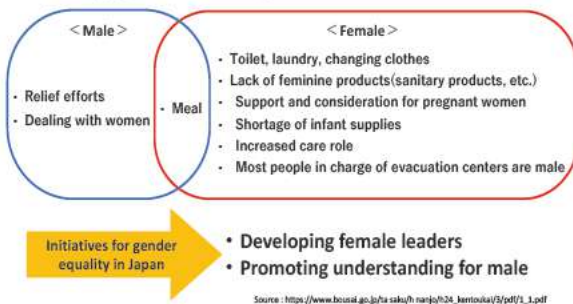 <Male>
<Female>
・ Relief efforts
・ Dealing with women
・ Meal
・ Toilet, laundry, changing clothes
・ Lack of feminine products(sanitary products, etc.)
・ Support and consideration for pregnant women
・ Shortage of infant supplies
・ Increased care role
・ Most people in charge of evacuation centers are male
Initiatives for gender
equality in Japan
• Developing female leaders
• Promoting understanding for male
Source : https://www.bousai.go.jp/ta saku/h nanjo/h24_kentoukai/3/pdf/1_1.pdf